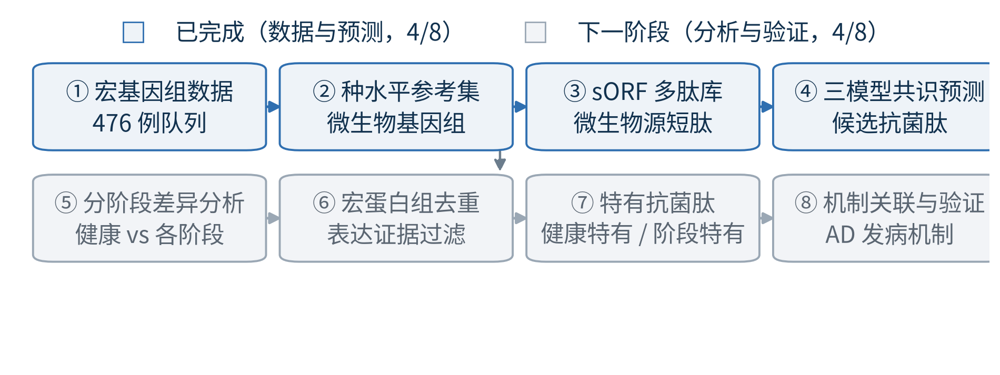 已完成（数据与预测，4/8）
下一阶段（分析与验证，4/8）
① 宏基因组数据
476 例队列
② 种水平参考集
微生物基因组
③ sORF 多肽库
微生物源短肽
④ 三模型共识预测
候选抗菌肽
⑤ 分阶段差异分析
健康 vs 各阶段
⑥ 宏蛋白组去重
表达证据过滤
⑦ 特有抗菌肽
健康特有 / 阶段特有
⑧ 机制关联与验证
AD 发病机制